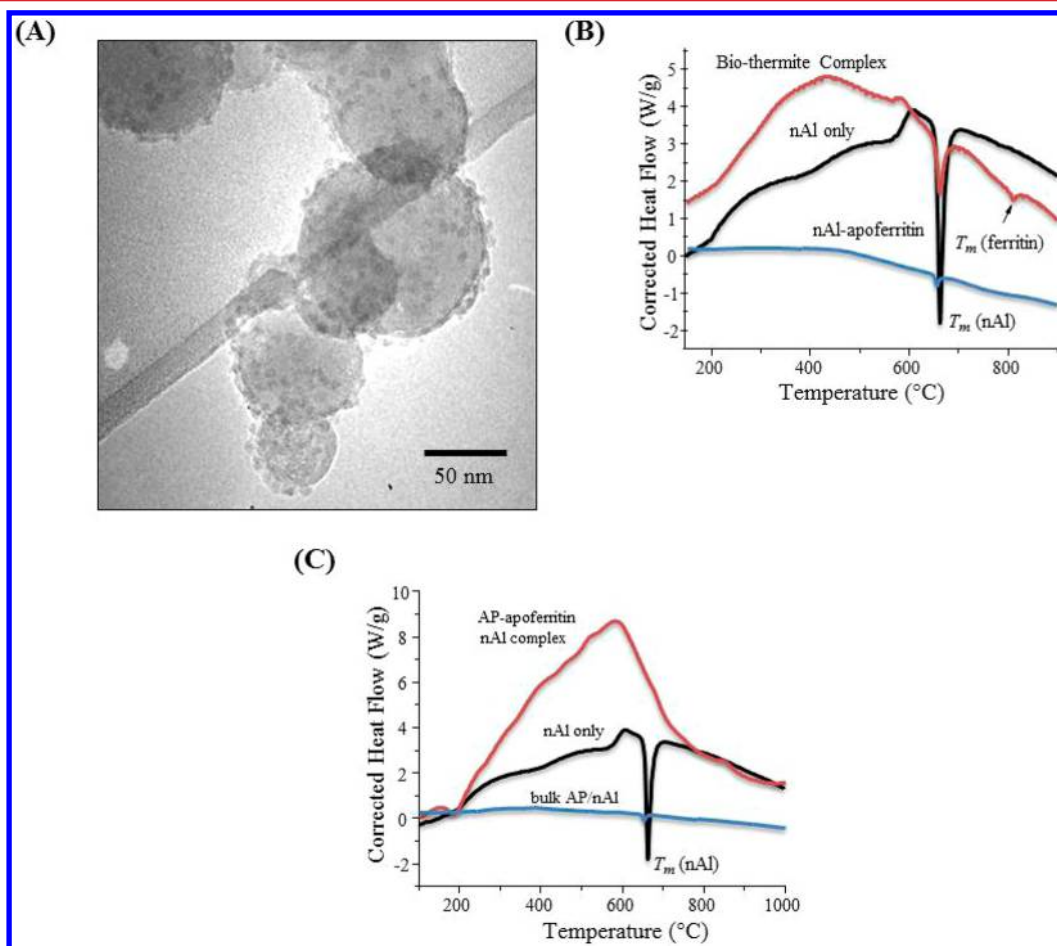 (A)
50 nm
(B)
Corrected Heat Flow (W/g)
5
4
3
2
1
0
-1
-2
Bio-thermite Complex
nAl only
nAl-apoferritin
Tm (ferritin)
Tm (nAl)
200 400 600 800
Temperature (°C)
(C)
Corrected Heat Flow (W/g)
10
8
6
4
2
0
-2
AP-apoferritin
nAl complex
nAl only
bulk AP/nAl
Tm (nAl)
200 400 600 800 1000
Temperature (°C)